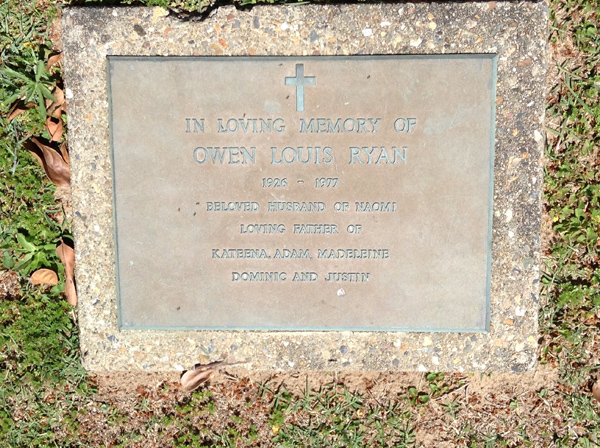 IN LOVING MEMORY OF
OWEN LOUIS RYAN
1926 - 1977
BELOVED HUSBAND OF NAOMI
LOVING FATHER OF
KATEENA, ADAM, MADELEINE
DOMINIC AND JUSTIN